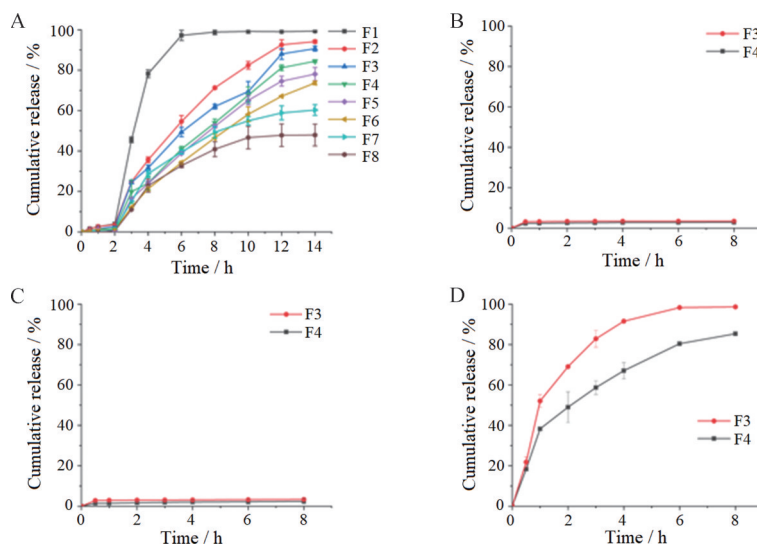 A
100
80
60
40
20
0
Cumulative release / %
0 2 4 6 8 10 12 14
Time / h
F1
F2
F3
F4
F5
F6
F7
F8
B
100
80
60
40
20
0
Cumulative release / %
0 2 4 6 8
Time / h
F3
F4
C
100
80
60
40
20
0
Cumulative release / %
0 2 4 6 8
Time / h
F3
F4
D
100
80
60
40
20
0
Cumulative release / %
0 2 4 6 8
Time / h
F3
F4